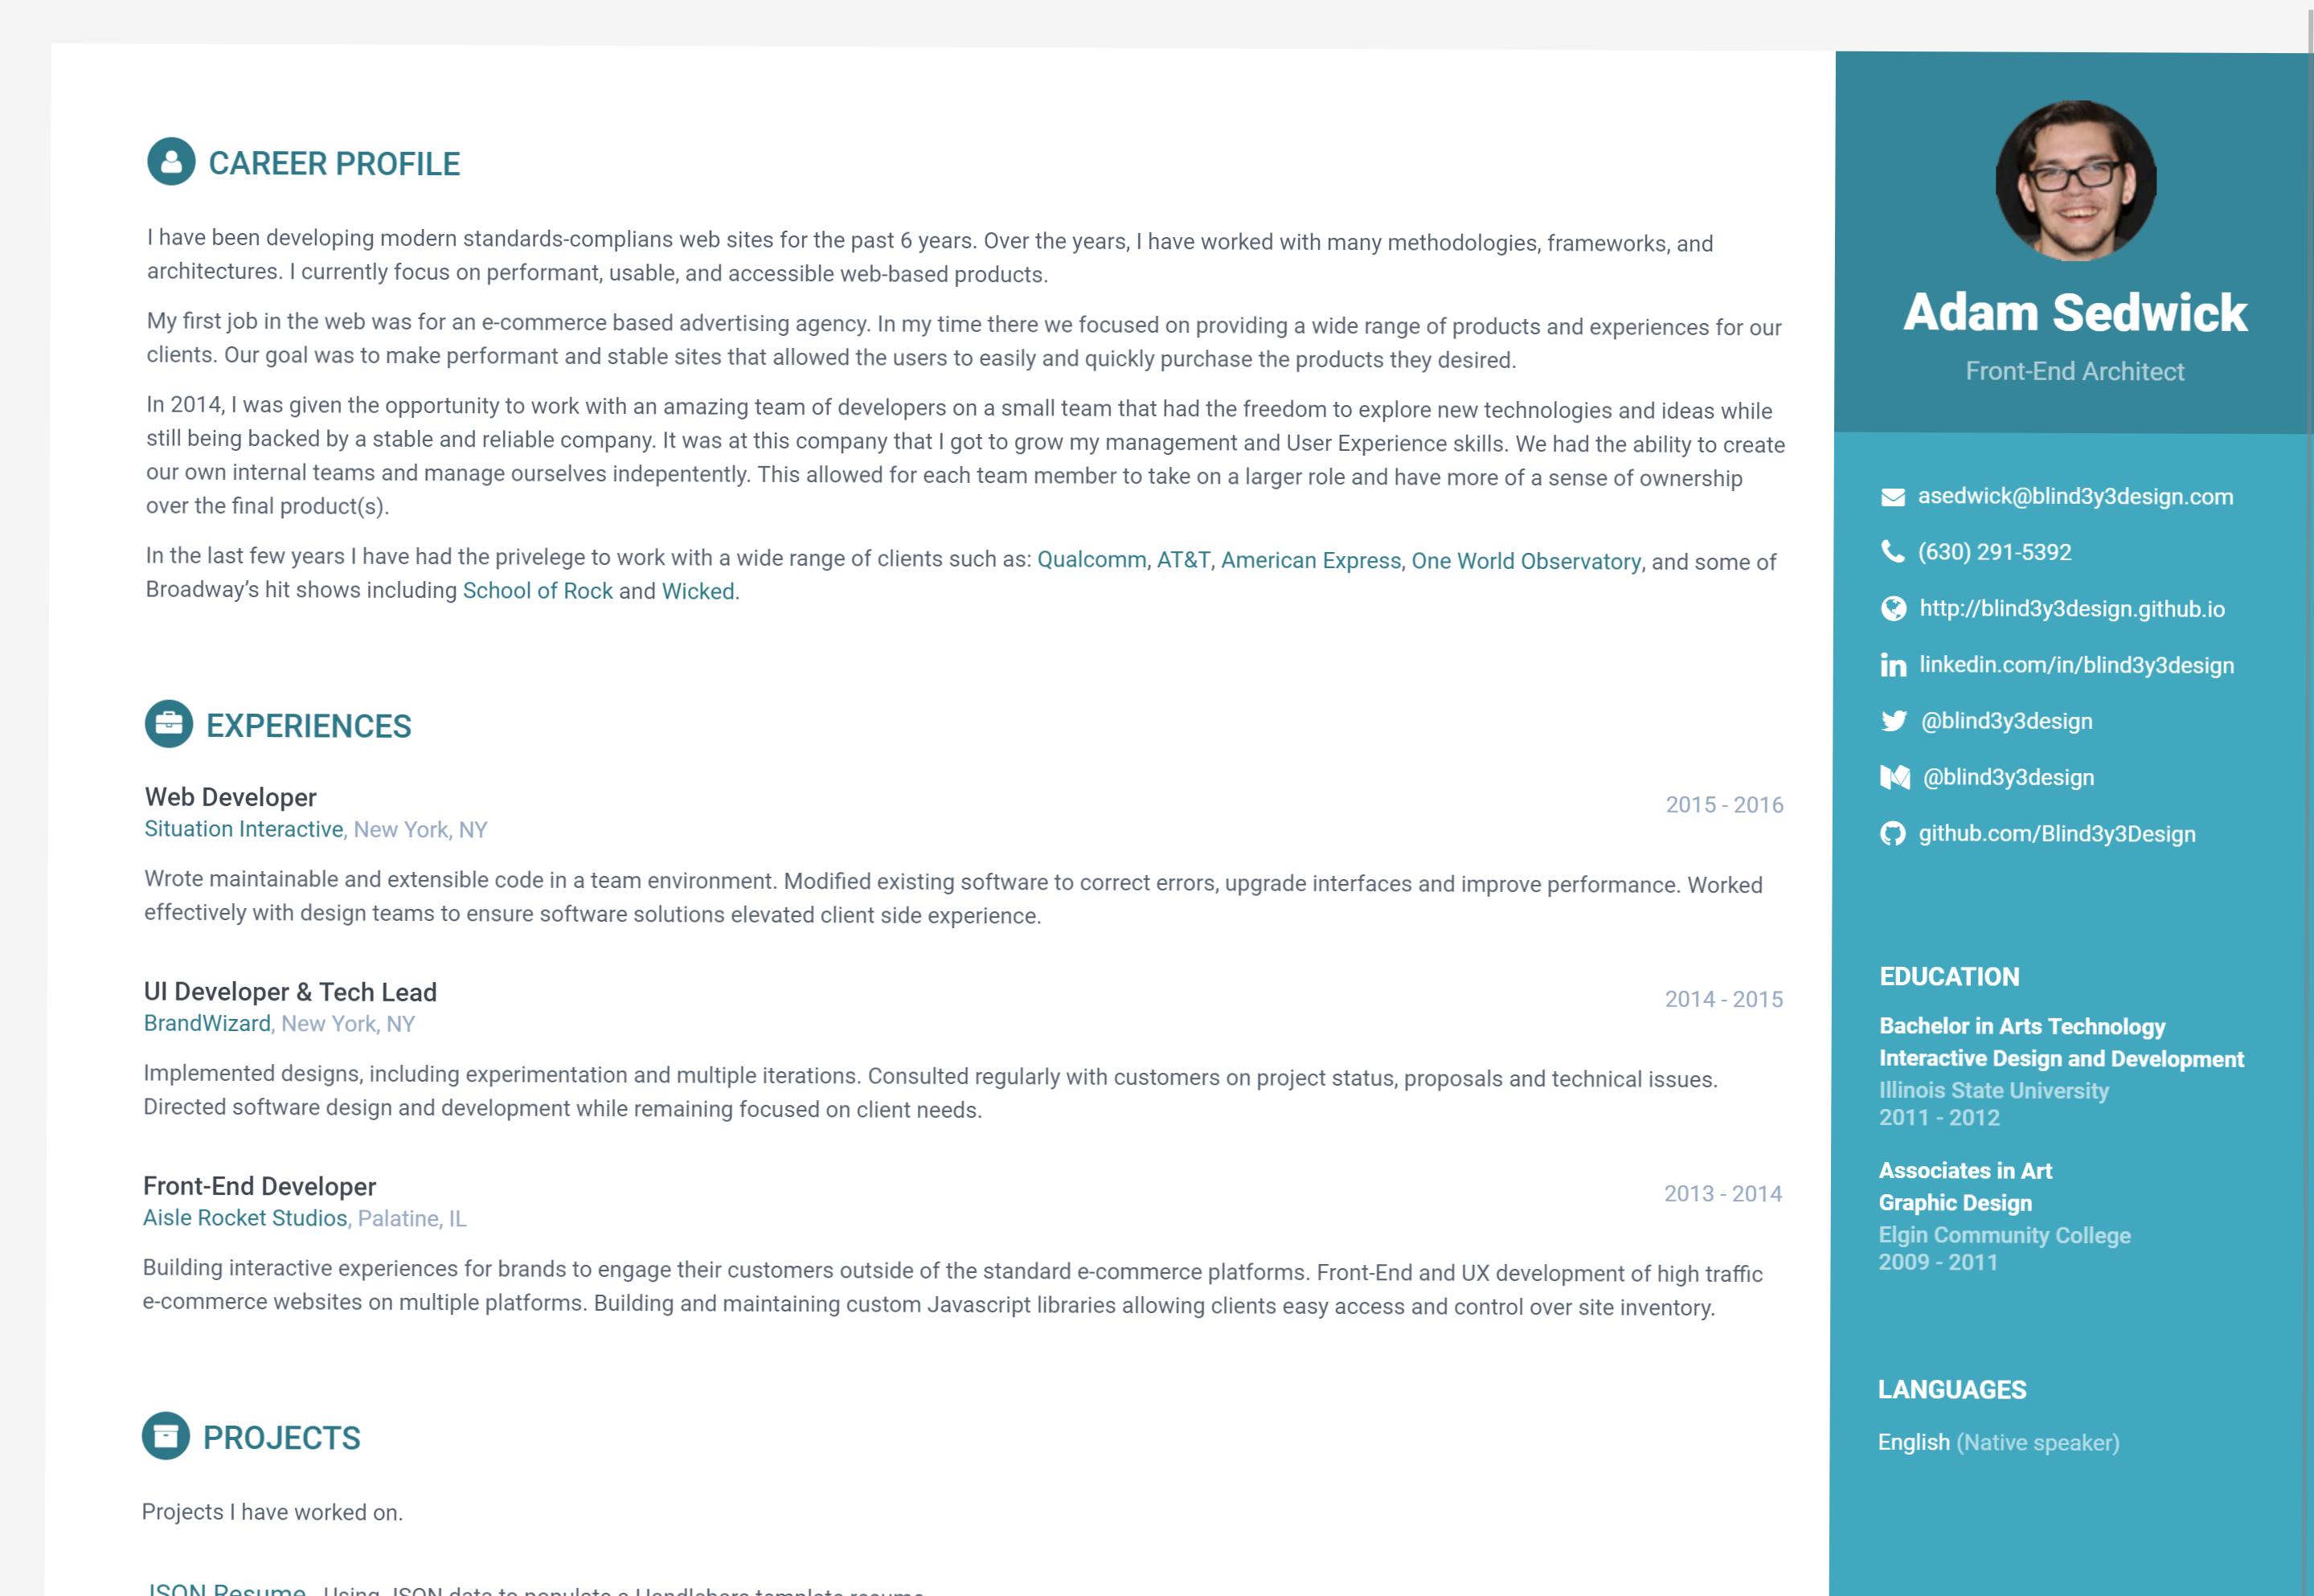 CAREER PROFILE
I have been developing modern standards-complians web sites for the past 6 years. Over the years, I have worked with many methodologies, frameworks, and
architectures. I currently focus on performant, usable, and accessible web-based products.
My first job in the web was for an e-commerce based advertising agency. In my time there we focused on providing a wide range of products and experiences for our
clients. Our goal was to make performant and stable sites that allowed the users to easily and quickly purchase the products they desired.
In 2014, I was given the opportunity to work with an amazing team of developers on a small team that had the freedom to explore new technologies and ideas while
still being backed by a stable and reliable company. It was at this company that I got to grow my management and User Experience skills. We had the ability to create
our own internal teams and manage ourselves indepentently. This allowed for each team member to take on a larger role and have more of a sense of ownership
over the final product(s).
In the last few years I have had the privelege to work with a wide range of clients such as: Qualcomm, AT&T, American Express, One World Observatory, and some of
Broadway’s hit shows including School of Rock and Wicked.
EXPERIENCES
Web Developer
2015 - 2016
Situation Interactive, New York, NY
Wrote maintainable and extensible code in a team environment. Modified existing software to correct errors, upgrade interfaces and improve performance. Worked
effectively with design teams to ensure software solutions elevated client side experience.
UI Developer & Tech Lead
2014 - 2015
BrandWizard, New York, NY
Implemented designs, including experimentation and multiple iterations. Consulted regularly with customers on project status, proposals and technical issues.
Directed software design and development while remaining focused on client needs.
Front-End Developer
2013 - 2014
Aisle Rocket Studios, Palatine, IL
Building interactive experiences for brands to engage their customers outside of the standard e-commerce platforms. Front-End and UX development of high traffic
e-commerce websites on multiple platforms. Building and maintaining custom Javascript libraries allowing clients easy access and control over site inventory.
PROJECTS
Projects I have worked on.
JSON Resume - Using JSON data to populate a Handlebars template resume
Adam Sedwick
Front-End Architect
asedwick@blind3y3design.com
(630) 291-5392
http://blind3y3design.github.io
linkedin.com/in/blind3y3design
@blind3y3design
@blind3y3design
github.com/Blind3y3Design
EDUCATION
Bachelor in Arts Technology
Interactive Design and Development
Illinois State University
2011 - 2012
Associates in Art
Graphic Design
Elgin Community College
2009 - 2011
LANGUAGES
English (Native speaker)